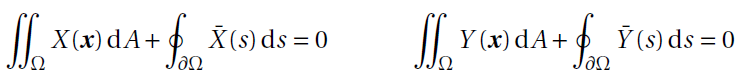 ∬_Ω X(𝒙) dA + ∮_∂Ω X̄(s) ds = 0 ∬_Ω Y(𝒙) dA + ∮_∂Ω Ȳ(s) ds = 0